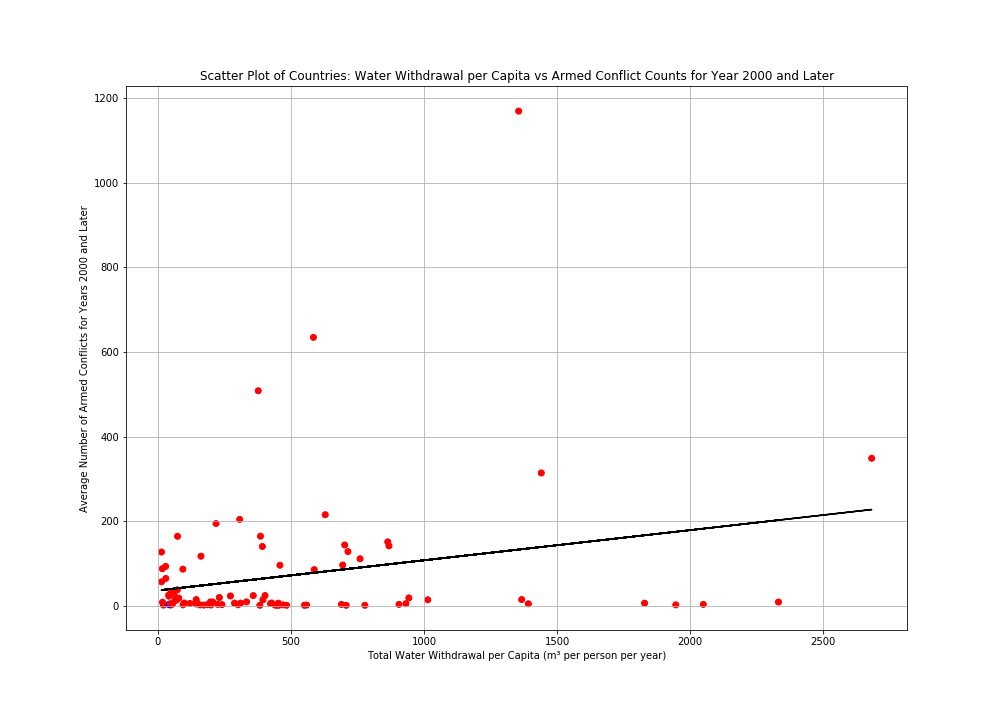 Scatter Plot of Countries: Water Withdrawal per Capita vs Armed Conflict Counts for Year 2000 and Later
1200
1000
800
600
400
200
0
Average Number of Armed Conflicts for Years 2000 and Later
0 500 1000 1500 2000 2500
Total Water Withdrawal per Capita (m³ per person per year)